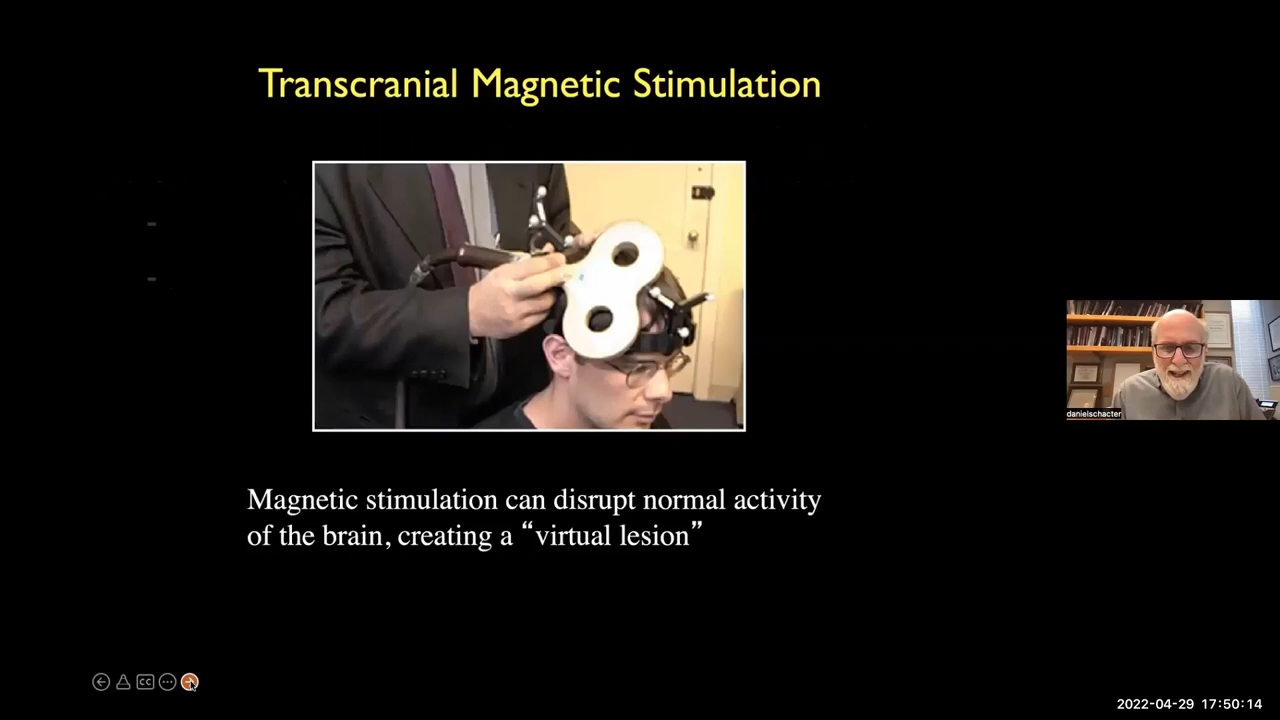 Transcranial Magnetic Stimulation
Magnetic stimulation can disrupt normal activity
of the brain, creating a “virtual lesion”
danielschacter
CC
2022-04-29 17:50:14